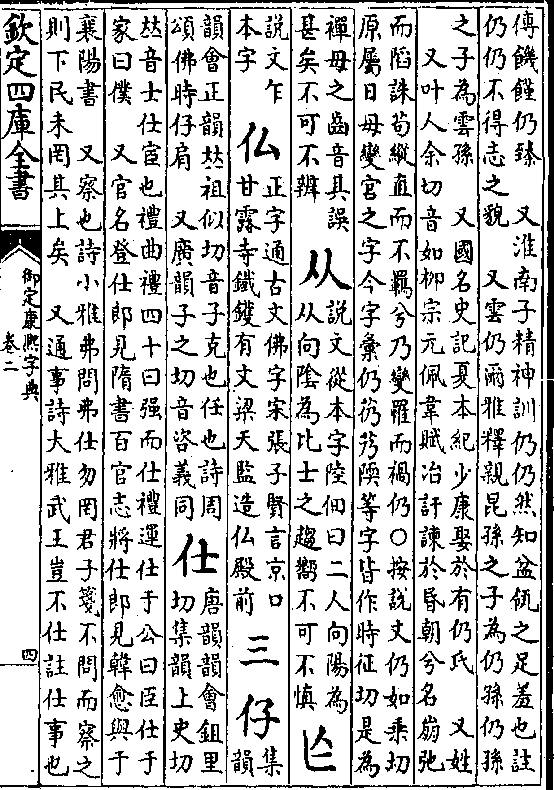 傳饑饉仍臻　又淮南子精神訓仍仍然知盆瓴之足羞也註
仍仍不得志之貌　又雲仍爾雅釋親昆孫之子為仍孫仍孫
之子為雲孫　又國名史記夏本紀少康娶於有仍氏　又姓
又叶人余切音如柳宗元佩韋賦冶訐諫於昏朝兮名崩弛
而陷誅苟縱直而不羈兮乃變罹而禍仍○按說文仍如乘切
原屬日母變宮之字今字彙仍礽艿陾等字皆作時征切是為
禪母之齒音其誤
甚矣不可不辨
从
說文從本字陸佃曰二人向陽為
从向陰為比士之趨嚮不可不慎
亾
說文乍
本字
仏
正字通古文佛字宋張子賢言京口
甘露寺鐵鑊有文梁天監造仏殿前
三
仔
集
韻
韻會正韻𠀤祖似切音子克也任也詩周
頌佛時仔肩　又廣韻子之切音咨義同
仕
唐韻韻會鉏里
切集韻上史切
𠀤音士仕宦也禮曲禮四十曰强而仕禮運仕于公曰臣仕于
家曰僕　又官名登仕郎見隋書百官志將仕郎見韓愈與于
襄陽書　又察也詩小雅弗問弗仕勿罔君子箋不問而察之
則下民未罔其上矣　又通事詩大雅武王豈不仕註仕事也
欽定四庫全書
御定康熙字典
卷二
四